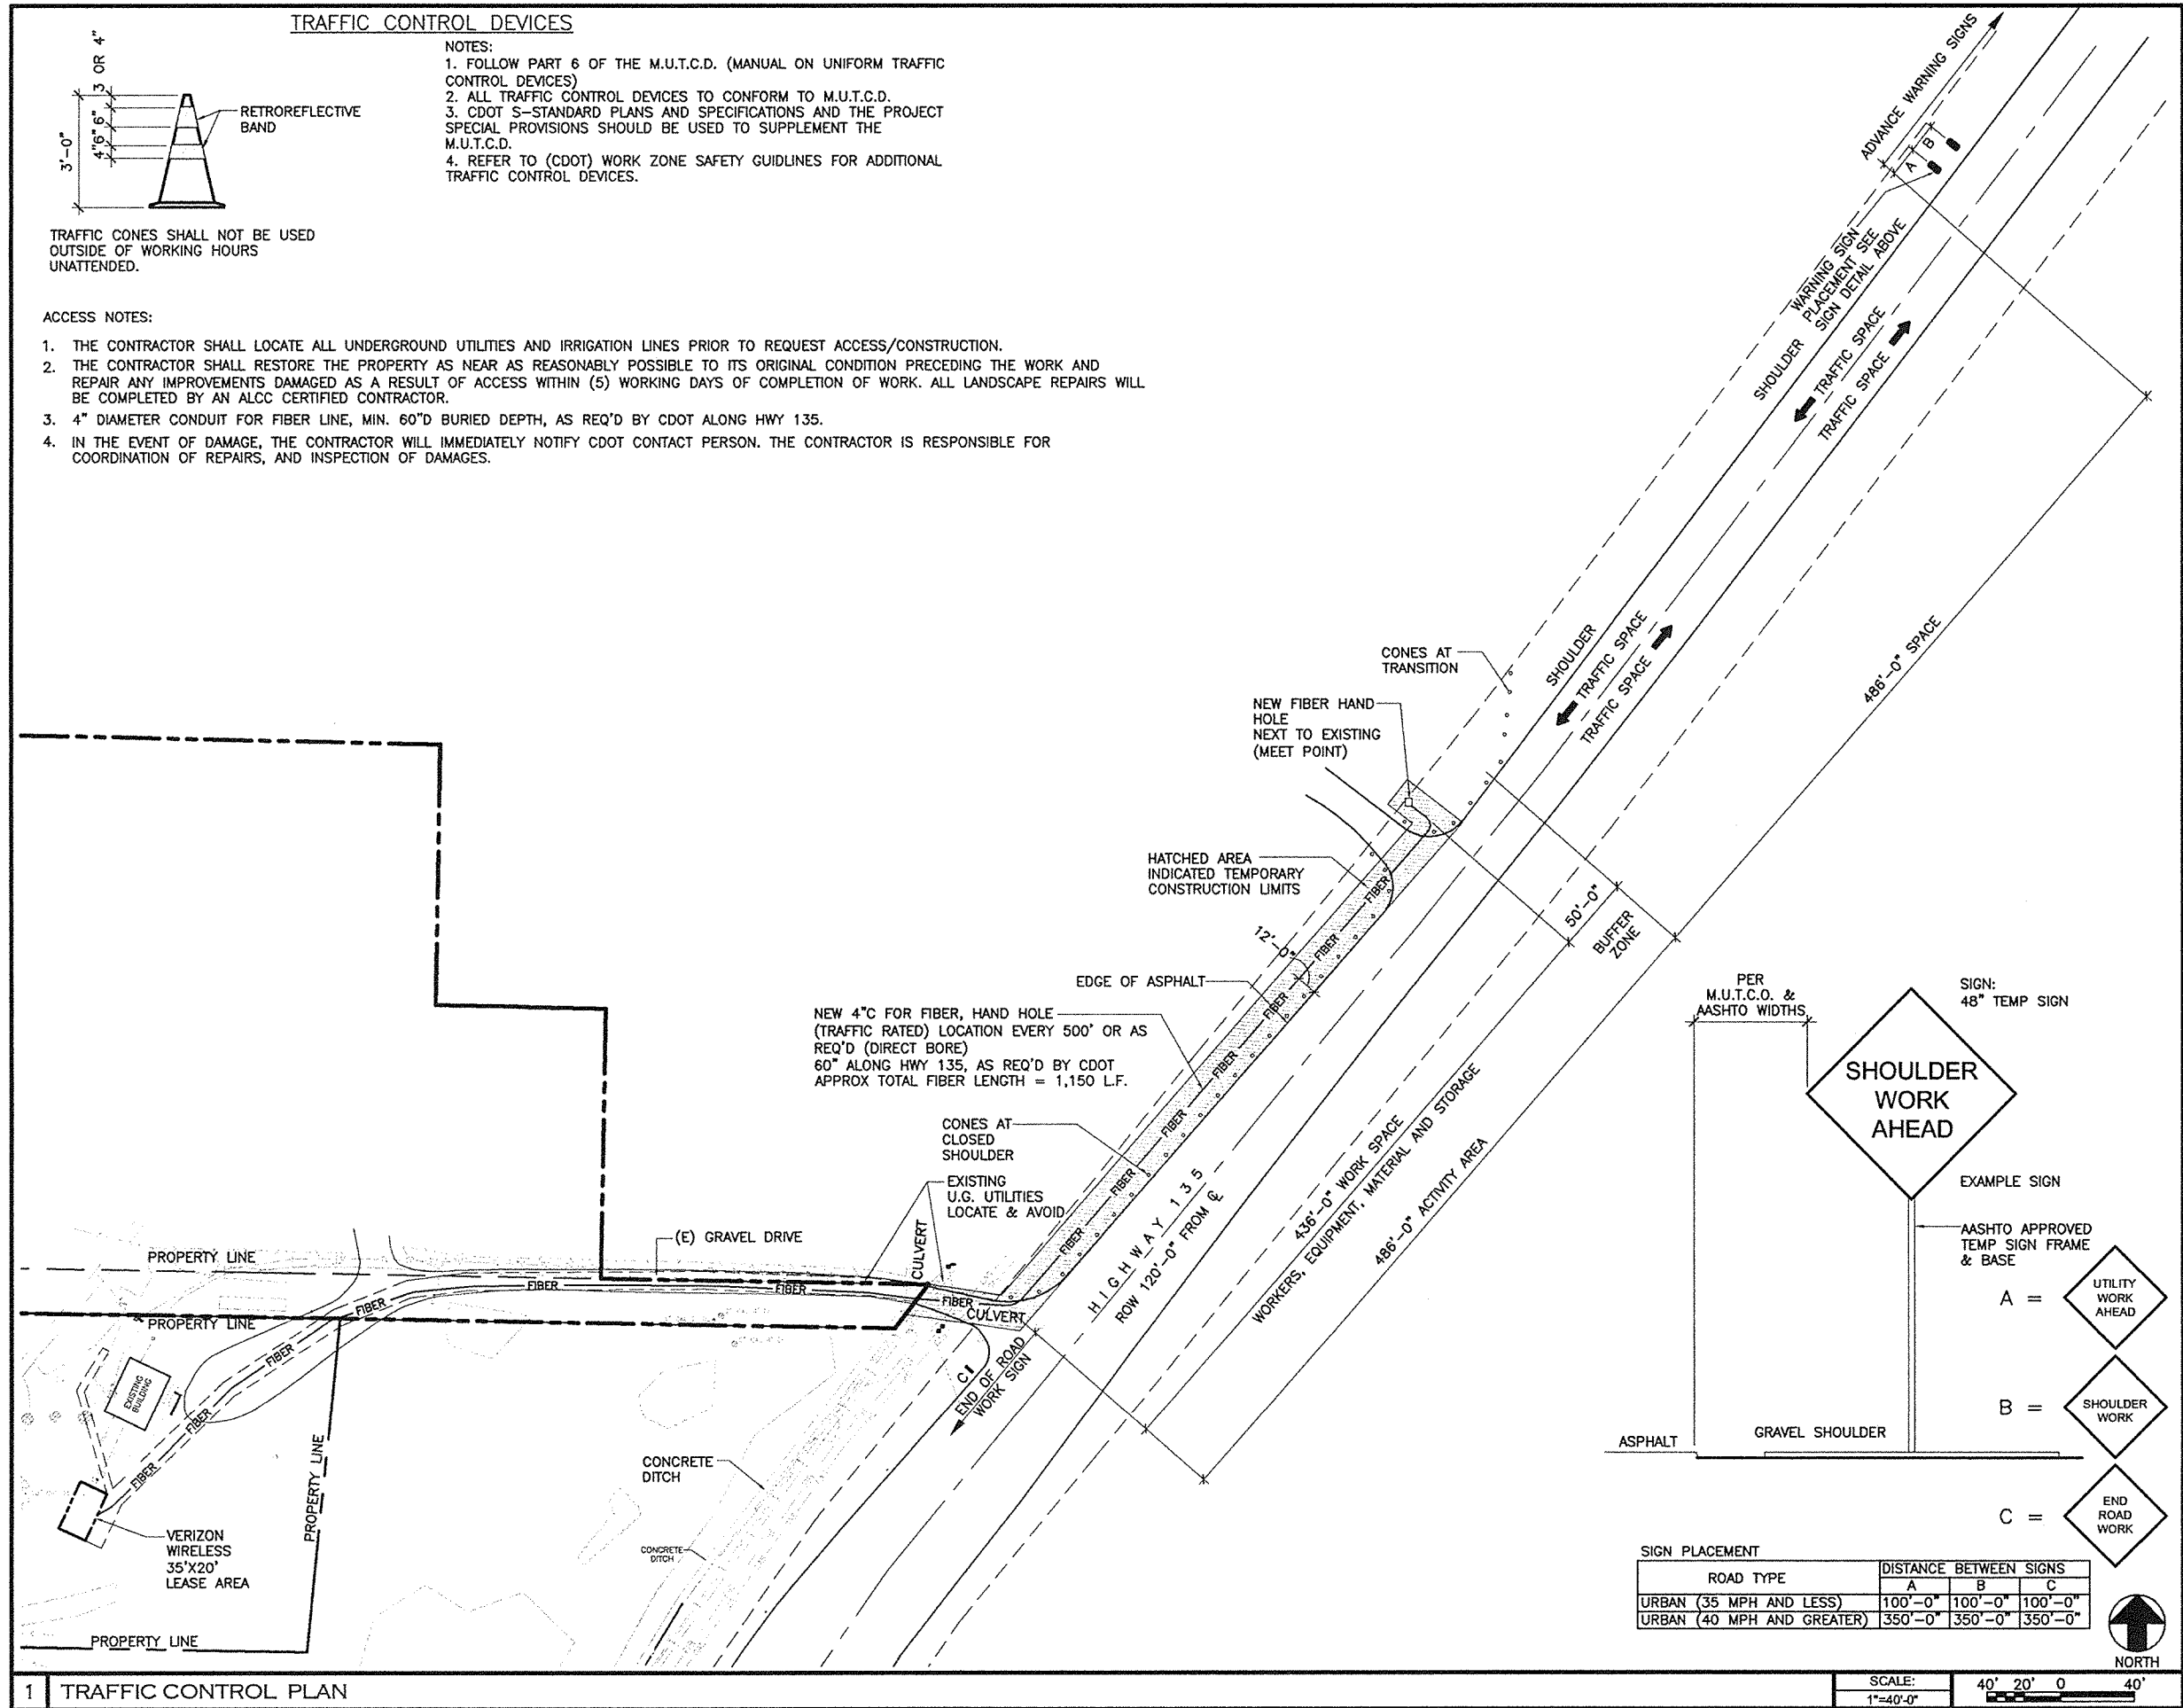 TRAFFIC CONTROL DEVICES
3 OR 4"
6"
6"
4"
3'-0"
RETROREFLECTIVE
BAND
TRAFFIC CONES SHALL NOT BE USED
OUTSIDE OF WORKING HOURS
UNATTENDED.
NOTES:
1. FOLLOW PART 6 OF THE M.U.T.C.D. (MANUAL ON UNIFORM TRAFFIC
CONTROL DEVICES)
2. ALL TRAFFIC CONTROL DEVICES TO CONFORM TO M.U.T.C.D.
3. CDOT S-STANDARD PLANS AND SPECIFICATIONS AND THE PROJECT
SPECIAL PROVISIONS SHOULD BE USED TO SUPPLEMENT THE
M.U.T.C.D.
4. REFER TO (CDOT) WORK ZONE SAFETY GUIDLINES FOR ADDITIONAL
TRAFFIC CONTROL DEVICES.
ACCESS NOTES:
1. THE CONTRACTOR SHALL LOCATE ALL UNDERGROUND UTILITIES AND IRRIGATION LINES PRIOR TO REQUEST ACCESS/CONSTRUCTION.
2. THE CONTRACTOR SHALL RESTORE THE PROPERTY AS NEAR AS REASONABLY POSSIBLE TO ITS ORIGINAL CONDITION PRECEDING THE WORK AND
REPAIR ANY IMPROVEMENTS DAMAGED AS A RESULT OF ACCESS WITHIN (5) WORKING DAYS OF COMPLETION OF WORK. ALL LANDSCAPE REPAIRS WILL
BE COMPLETED BY AN ALCC CERTIFIED CONTRACTOR.
3. 4" DIAMETER CONDUIT FOR FIBER LINE, MIN. 60"D BURIED DEPTH, AS REQ'D BY CDOT ALONG HWY 135.
4. IN THE EVENT OF DAMAGE, THE CONTRACTOR WILL IMMEDIATELY NOTIFY CDOT CONTACT PERSON. THE CONTRACTOR IS RESPONSIBLE FOR
COORDINATION OF REPAIRS, AND INSPECTION OF DAMAGES.
ADVANCE WARNING SIGNS
A
B
WARNING SIGN
PLACEMENT SEE
SIGN DETAIL ABOVE
SHOULDER
TRAFFIC SPACE
TRAFFIC SPACE
486'-0" SPACE
SHOULDER
TRAFFIC SPACE
TRAFFIC SPACE
CONES AT
TRANSITION
NEW FIBER HAND
HOLE
NEXT TO EXISTING
(MEET POINT)
HATCHED AREA
INDICATED TEMPORARY
CONSTRUCTION LIMITS
12'-0"
EDGE OF ASPHALT
50'-0"
BUFFER
ZONE
NEW 4"C FOR FIBER, HAND HOLE
(TRAFFIC RATED) LOCATION EVERY 500' OR AS
REQ'D (DIRECT BORE)
60" ALONG HWY 135, AS REQ'D BY CDOT
APPROX TOTAL FIBER LENGTH = 1,150 L.F.
CONES AT
CLOSED
SHOULDER
EXISTING
U.G. UTILITIES
LOCATE & AVOID
FIBER
FIBER
FIBER
FIBER
FIBER
FIBER
FIBER
HIGHWAY 135
ROW 120'-0" FROM ℄
436'-0" WORK SPACE
WORKERS, EQUIPMENT, MATERIAL AND STORAGE
486'-0" ACTIVITY AREA
(E) GRAVEL DRIVE
CULVERT
CULVERT
PROPERTY LINE
PROPERTY LINE
FIBER
FIBER
FIBER
FIBER
FIBER
FIBER
FIBER
EXISTING
BUILDING
C
END OF ROAD
WORK SIGN
PROPERTY LINE
CONCRETE
DITCH
CONCRETE
DITCH
VERIZON
WIRELESS
35'X20'
LEASE AREA
PROPERTY LINE
PER
M.U.T.C.O. &
AASHTO WIDTHS
SIGN:
48" TEMP SIGN
SHOULDER
WORK
AHEAD
EXAMPLE SIGN
AASHTO APPROVED
TEMP SIGN FRAME
& BASE
A =
UTILITY
WORK
AHEAD
B =
SHOULDER
WORK
C =
END
ROAD
WORK
ASPHALT
GRAVEL SHOULDER
SIGN PLACEMENT
ROAD TYPE DISTANCE BETWEEN SIGNS
A B C
URBAN (35 MPH AND LESS) 100'-0" 100'-0" 100'-0"
URBAN (40 MPH AND GREATER) 350'-0" 350'-0" 350'-0"
NORTH
1 TRAFFIC CONTROL PLAN
SCALE:
1"=40'-0"
40' 20' 0 40'